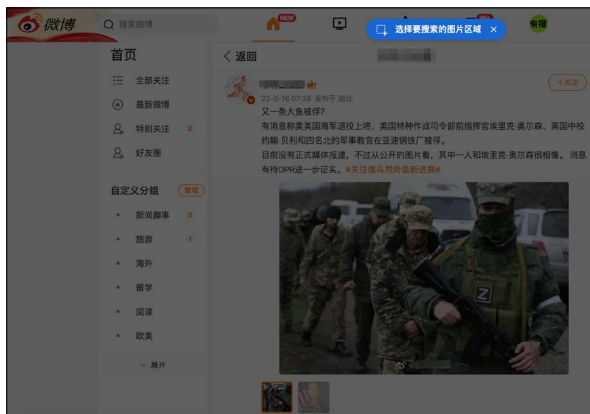 微博
搜索微博
NEW
选择要搜索的图片区域 ×
首页
返回
全部关注
+关注
最新微博
22-5-16 07:38 发布于 湖北
又一条大鱼被俘？
特别关注 2
有消息称美美国海军退役上将，美国特种作战司令部前指挥官埃里克·奥尔森、英国中校
约翰·贝利和四名北约军事教官在亚速钢铁厂被俘。
好友圈
目前没有正式媒体报道，不过从公开的图片看，其中一人和埃里克·奥尔森很相像。 消息
有待DPR进一步证实。#关注俄乌局势最新进展#
自定义分组
管理
新闻趣事 2
旅游 1
海外
留学
阅读
欧美
展开
Z